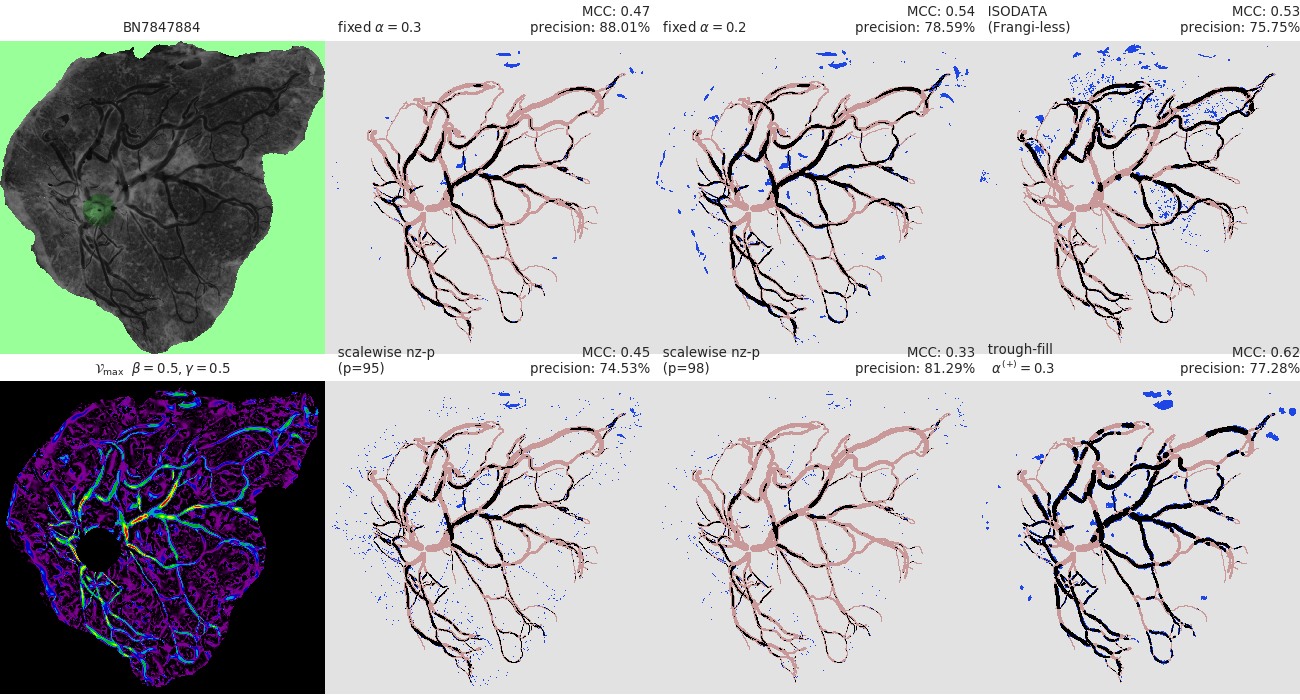 BN7847884
fixed α = 0.3
MCC: 0.47
precision: 88.01%
fixed α = 0.2
MCC: 0.54
precision: 78.59%
ISODATA
(Frangi-less)
MCC: 0.53
precision: 75.75%
𝒱max β = 0.5, γ = 0.5
scalewise nz-p
(p=95)
MCC: 0.45
precision: 74.53%
scalewise nz-p
(p=98)
MCC: 0.33
precision: 81.29%
trough-fill
α⁽⁺⁾ = 0.3
MCC: 0.62
precision: 77.28%